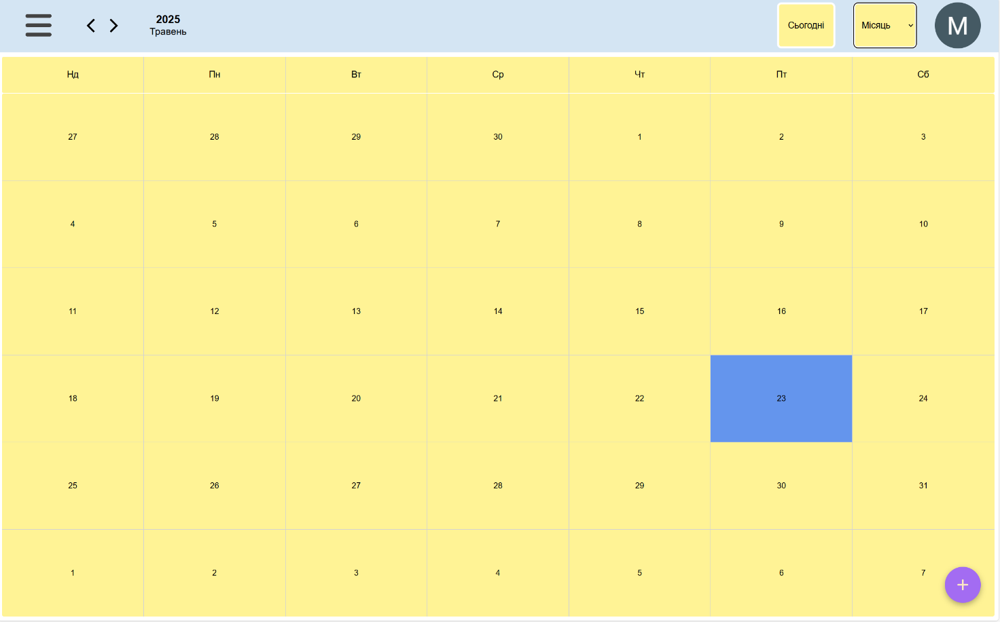 2025
Травень
Сьогодні
Місяць
M
Нд Пн Вт Ср Чт Пт Сб
27 28 29 30 1 2 3
4 5 6 7 8 9 10
11 12 13 14 15 16 17
18 19 20 21 22 23 24
25 26 27 28 29 30 31
1 2 3 4 5 6 7
+